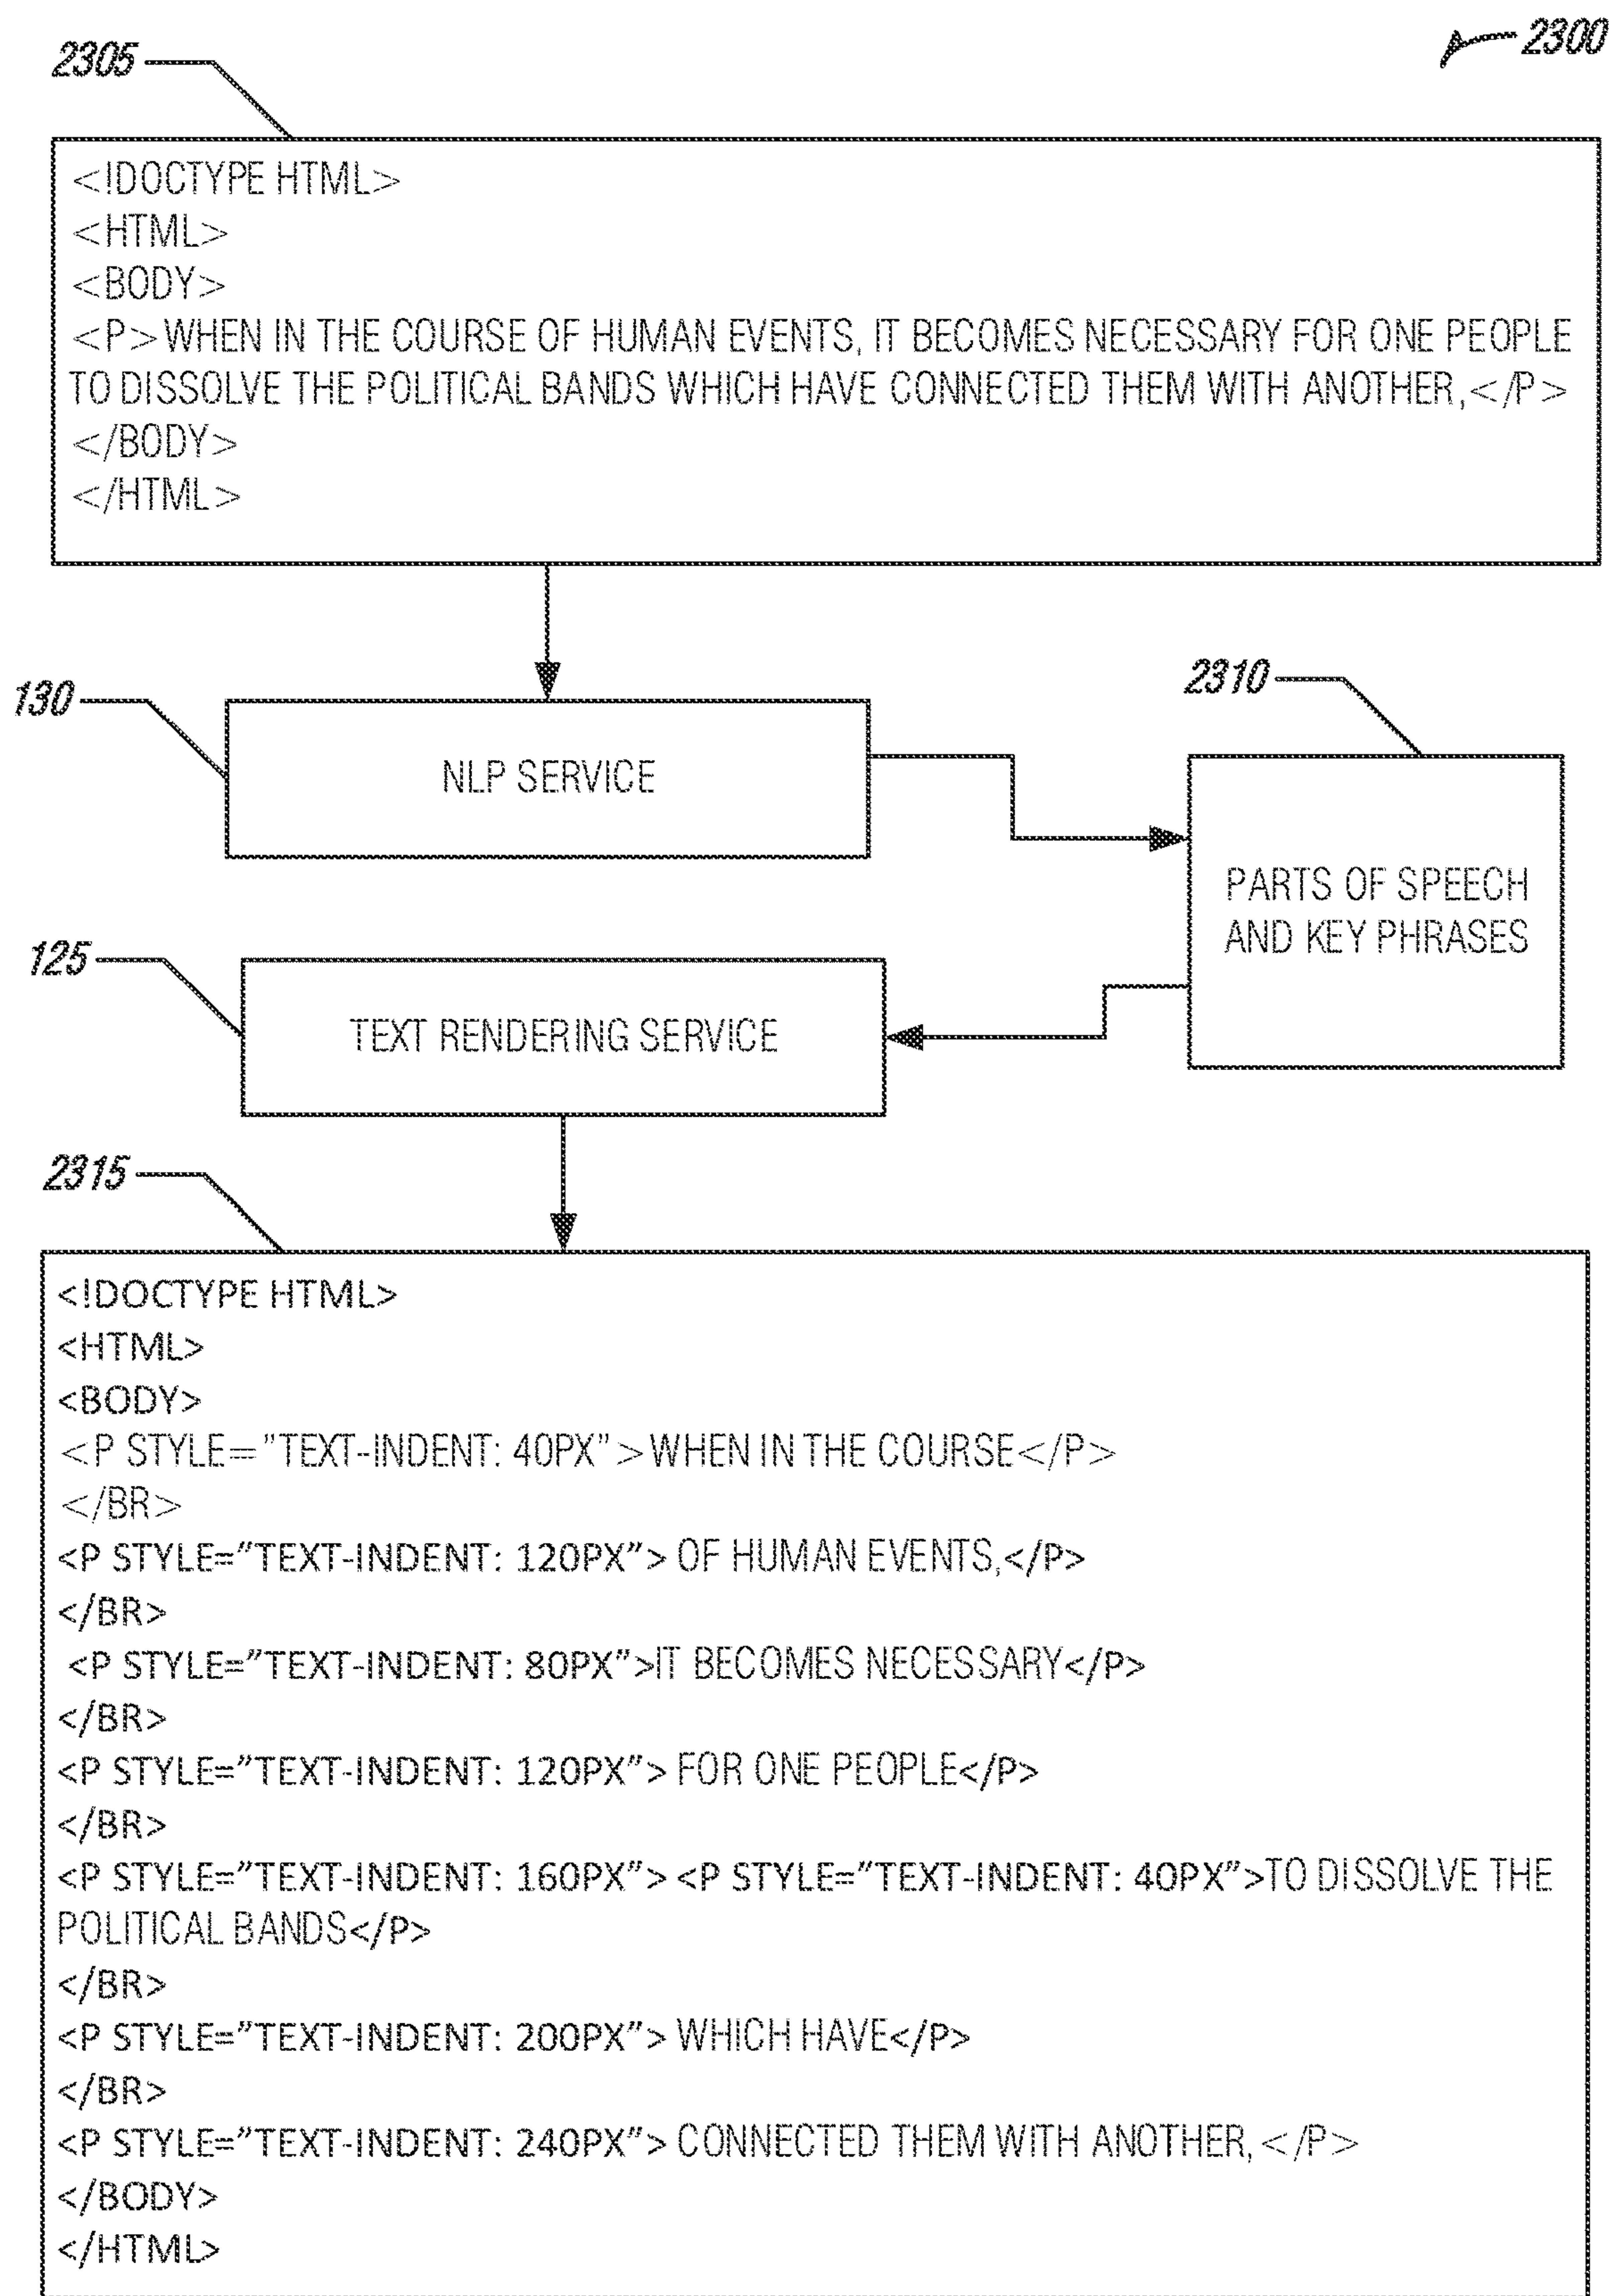 2300
2305
<!DOCTYPE HTML>
<HTML>
<BODY>
<P>WHEN IN THE COURSE OF HUMAN EVENTS, IT BECOMES NECESSARY FOR ONE PEOPLE
TO DISSOLVE THE POLITICAL BANDS WHICH HAVE CONNECTED THEM WITH ANOTHER,</P>
</BODY>
</HTML>
130
NLP SERVICE
2310
PARTS OF SPEECH
AND KEY PHRASES
125
TEXT RENDERING SERVICE
2315
<!DOCTYPE HTML>
<HTML>
<BODY>
<P STYLE="TEXT-INDENT: 40PX">WHEN IN THE COURSE</P>
</BR>
<P STYLE="TEXT-INDENT: 120PX"> OF HUMAN EVENTS,</P>
</BR>
<P STYLE="TEXT-INDENT: 80PX">IT BECOMES NECESSARY</P>
</BR>
<P STYLE="TEXT-INDENT: 120PX"> FOR ONE PEOPLE</P>
</BR>
<P STYLE="TEXT-INDENT: 160PX"> <P STYLE="TEXT-INDENT: 40PX">TO DISSOLVE THE
POLITICAL BANDS</P>
</BR>
<P STYLE="TEXT-INDENT: 200PX"> WHICH HAVE</P>
</BR>
<P STYLE="TEXT-INDENT: 240PX"> CONNECTED THEM WITH ANOTHER, </P>
</BODY>
</HTML>